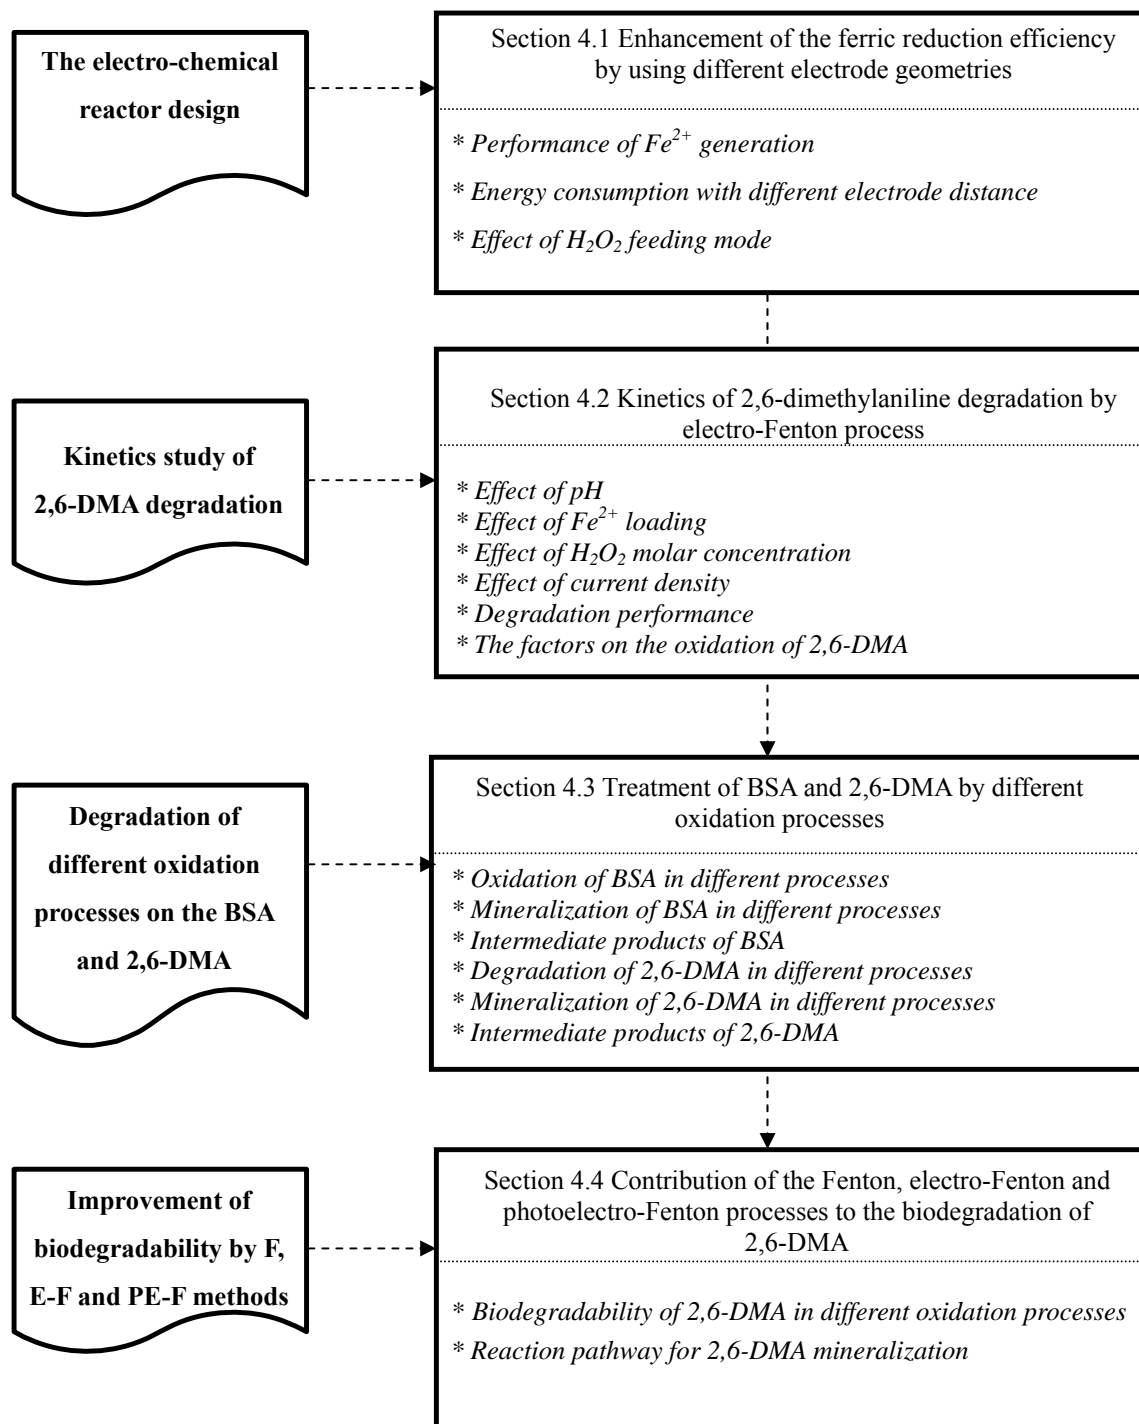 The electro-chemical
reactor design
Section 4.1 Enhancement of the ferric reduction efficiency
by using different electrode geometries
* Performance of Fe²⁺ generation
* Energy consumption with different electrode distance
* Effect of H₂O₂ feeding mode
Kinetics study of
2,6-DMA degradation
Section 4.2 Kinetics of 2,6-dimethylaniline degradation by
electro-Fenton process
* Effect of pH
* Effect of Fe²⁺ loading
* Effect of H₂O₂ molar concentration
* Effect of current density
* Degradation performance
* The factors on the oxidation of 2,6-DMA
Degradation of
different oxidation
processes on the BSA
and 2,6-DMA
Section 4.3 Treatment of BSA and 2,6-DMA by different
oxidation processes
* Oxidation of BSA in different processes
* Mineralization of BSA in different processes
* Intermediate products of BSA
* Degradation of 2,6-DMA in different processes
* Mineralization of 2,6-DMA in different processes
* Intermediate products of 2,6-DMA
Improvement of
biodegradability by F,
E-F and PE-F methods
Section 4.4 Contribution of the Fenton, electro-Fenton and
photoelectro-Fenton processes to the biodegradation of
2,6-DMA
* Biodegradability of 2,6-DMA in different oxidation processes
* Reaction pathway for 2,6-DMA mineralization